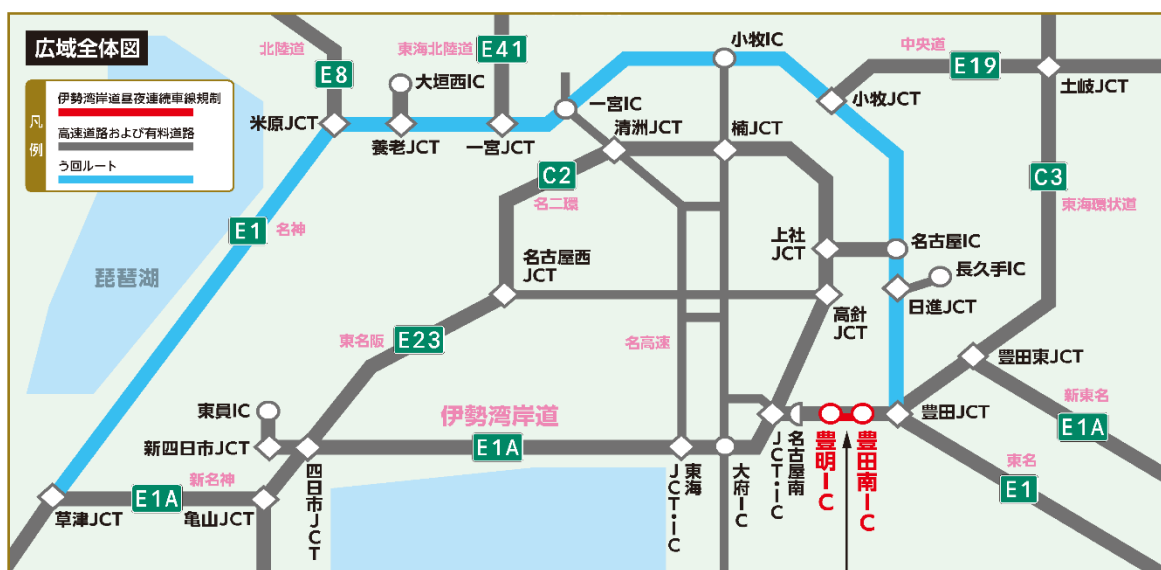 広域全体図
凡例
伊勢湾岸道昼夜連続車線規制
高速道路および有料道路
う回ルート
北陸道
E8
東海北陸道
E41
大垣西IC
米原JCT
養老JCT
一宮JCT
一宮IC
小牧IC
中央道
E19
小牧JCT
土岐JCT
清洲JCT
楠JCT
C2
名二環
C3
東海環状道
E1
名神
琵琶湖
名古屋西
JCT
上社
JCT
名古屋IC
長久手IC
日進JCT
高針
JCT
東名阪
E23
名高速
豊田東JCT
新東名
E1A
東員IC
新四日市JCT
伊勢湾岸道
E1A
四日市JCT
東海
JCT・IC
大府IC
名古屋南
JCT・IC
豊明IC
豊田南IC
豊田JCT
東名
E1
新名神
E1A
草津JCT
亀山JCT